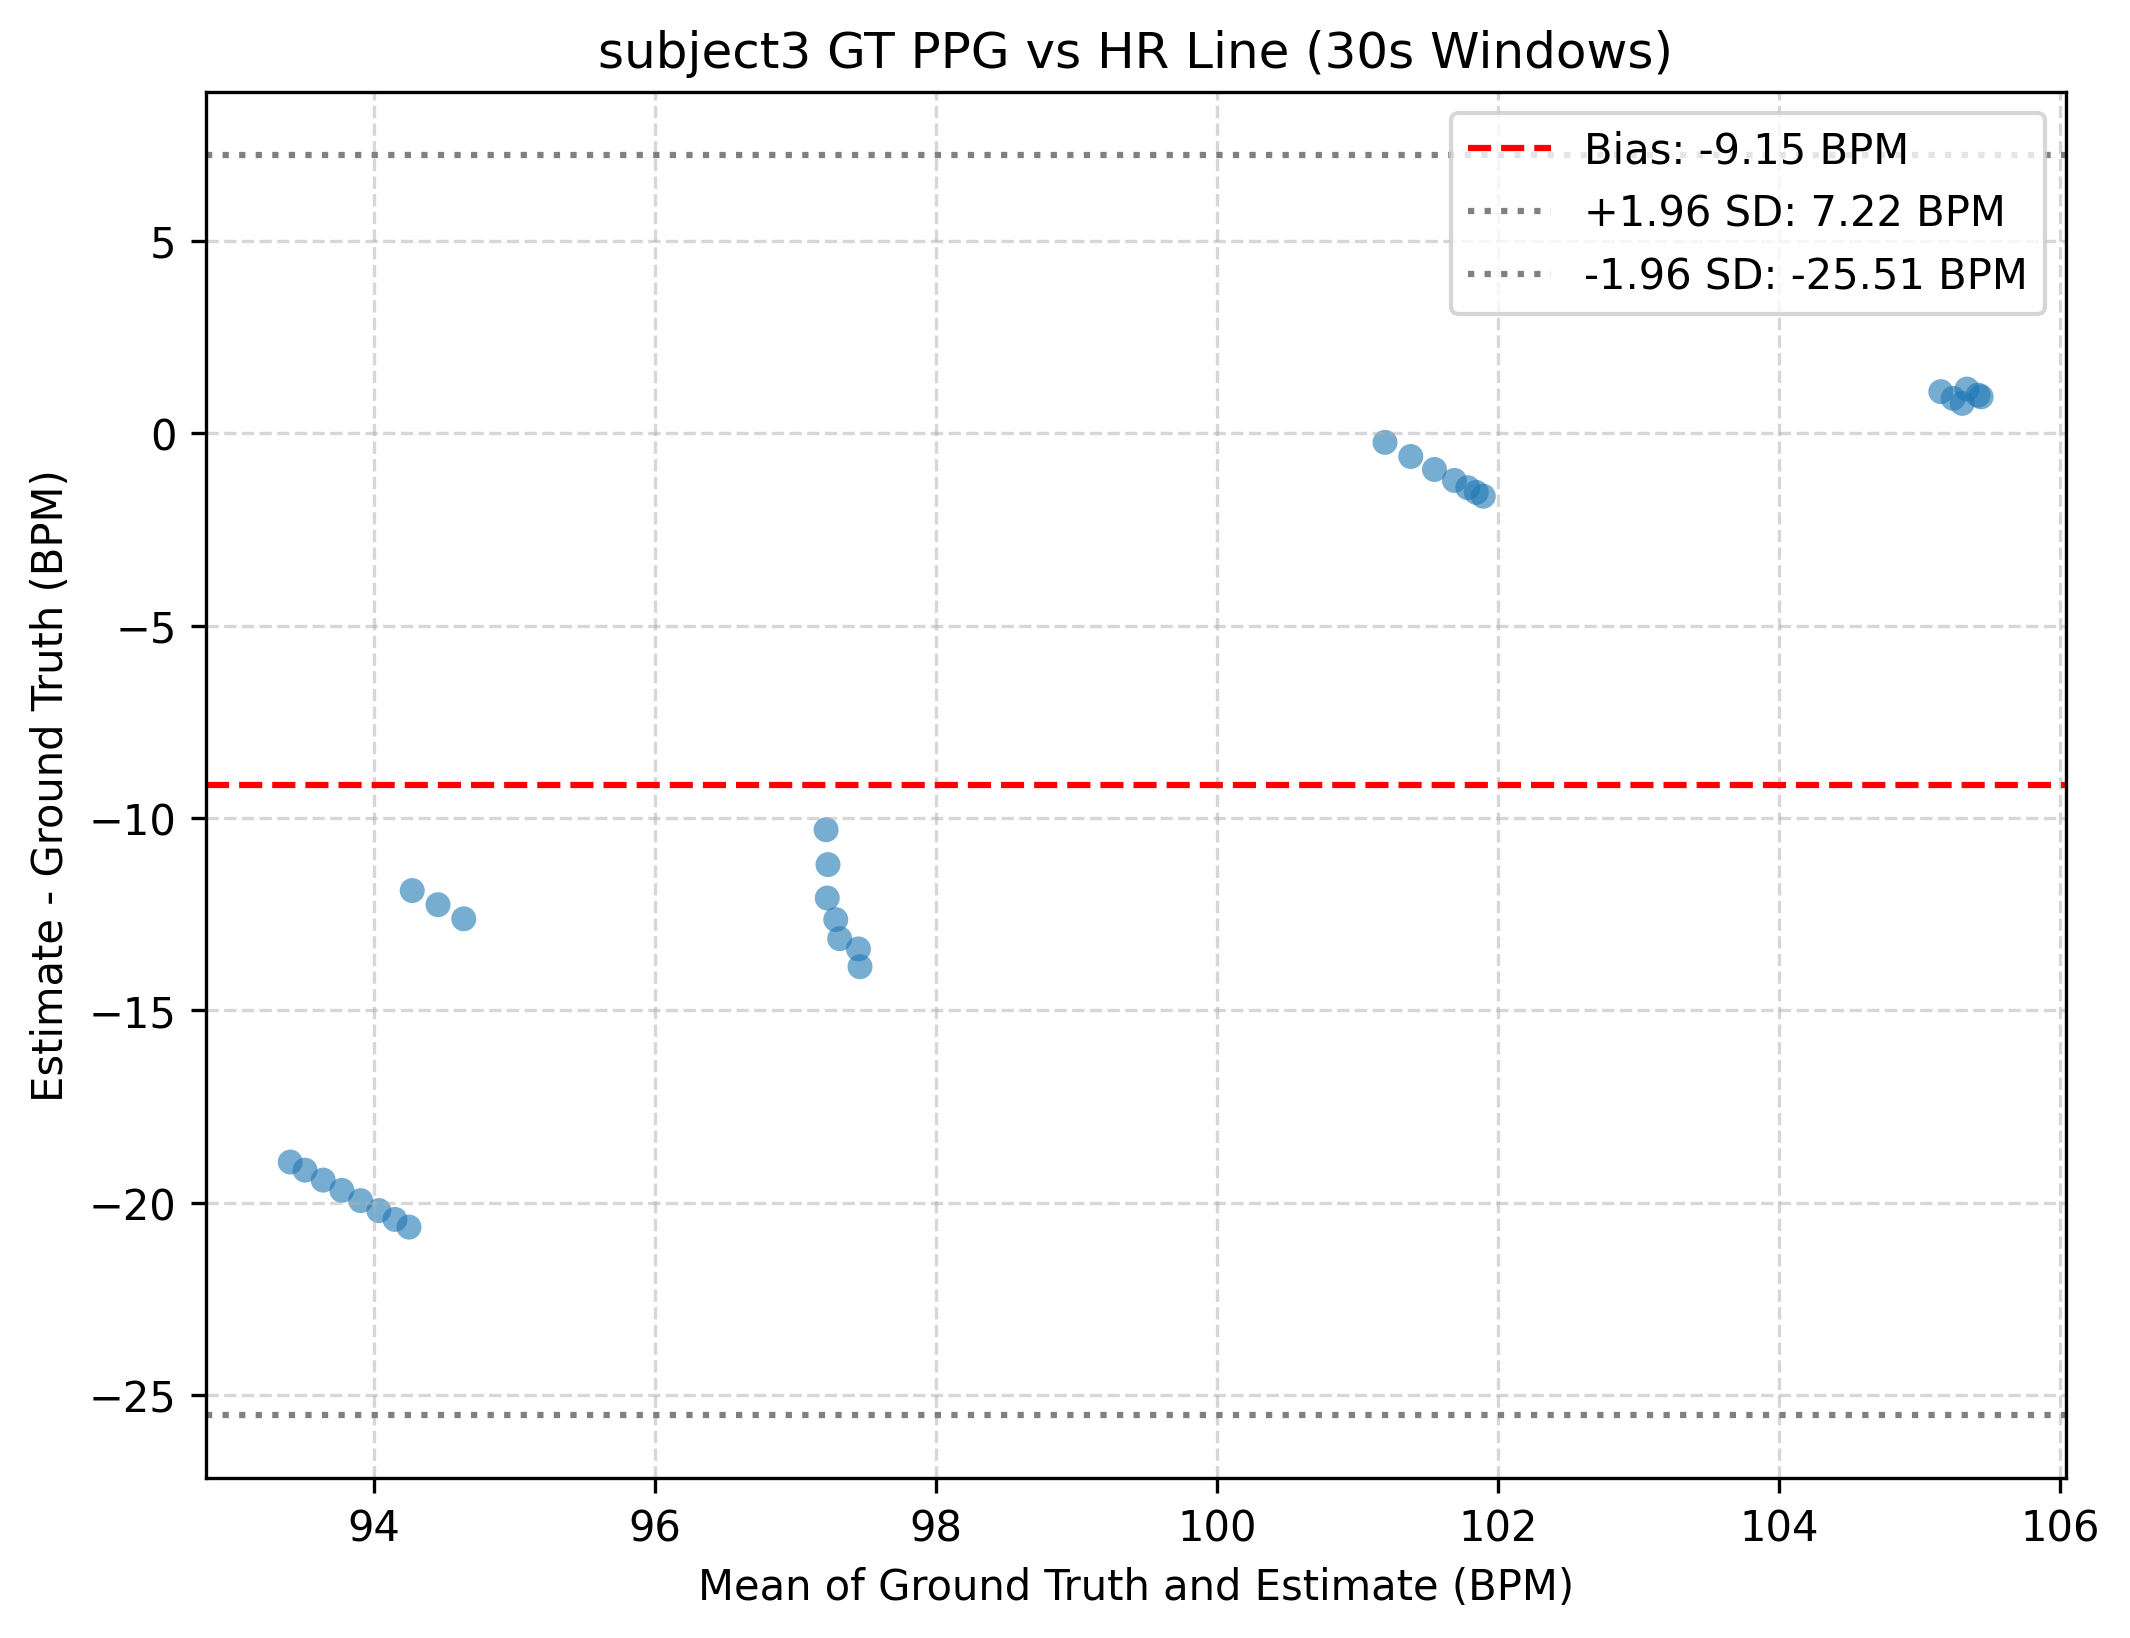 subject3 GT PPG vs HR Line (30s Windows)
Bias: -9.15 BPM
+1.96 SD: 7.22 BPM
-1.96 SD: -25.51 BPM
Estimate - Ground Truth (BPM)
5
0
−5
−10
−15
−20
−25
94 96 98 100 102 104 106
Mean of Ground Truth and Estimate (BPM)